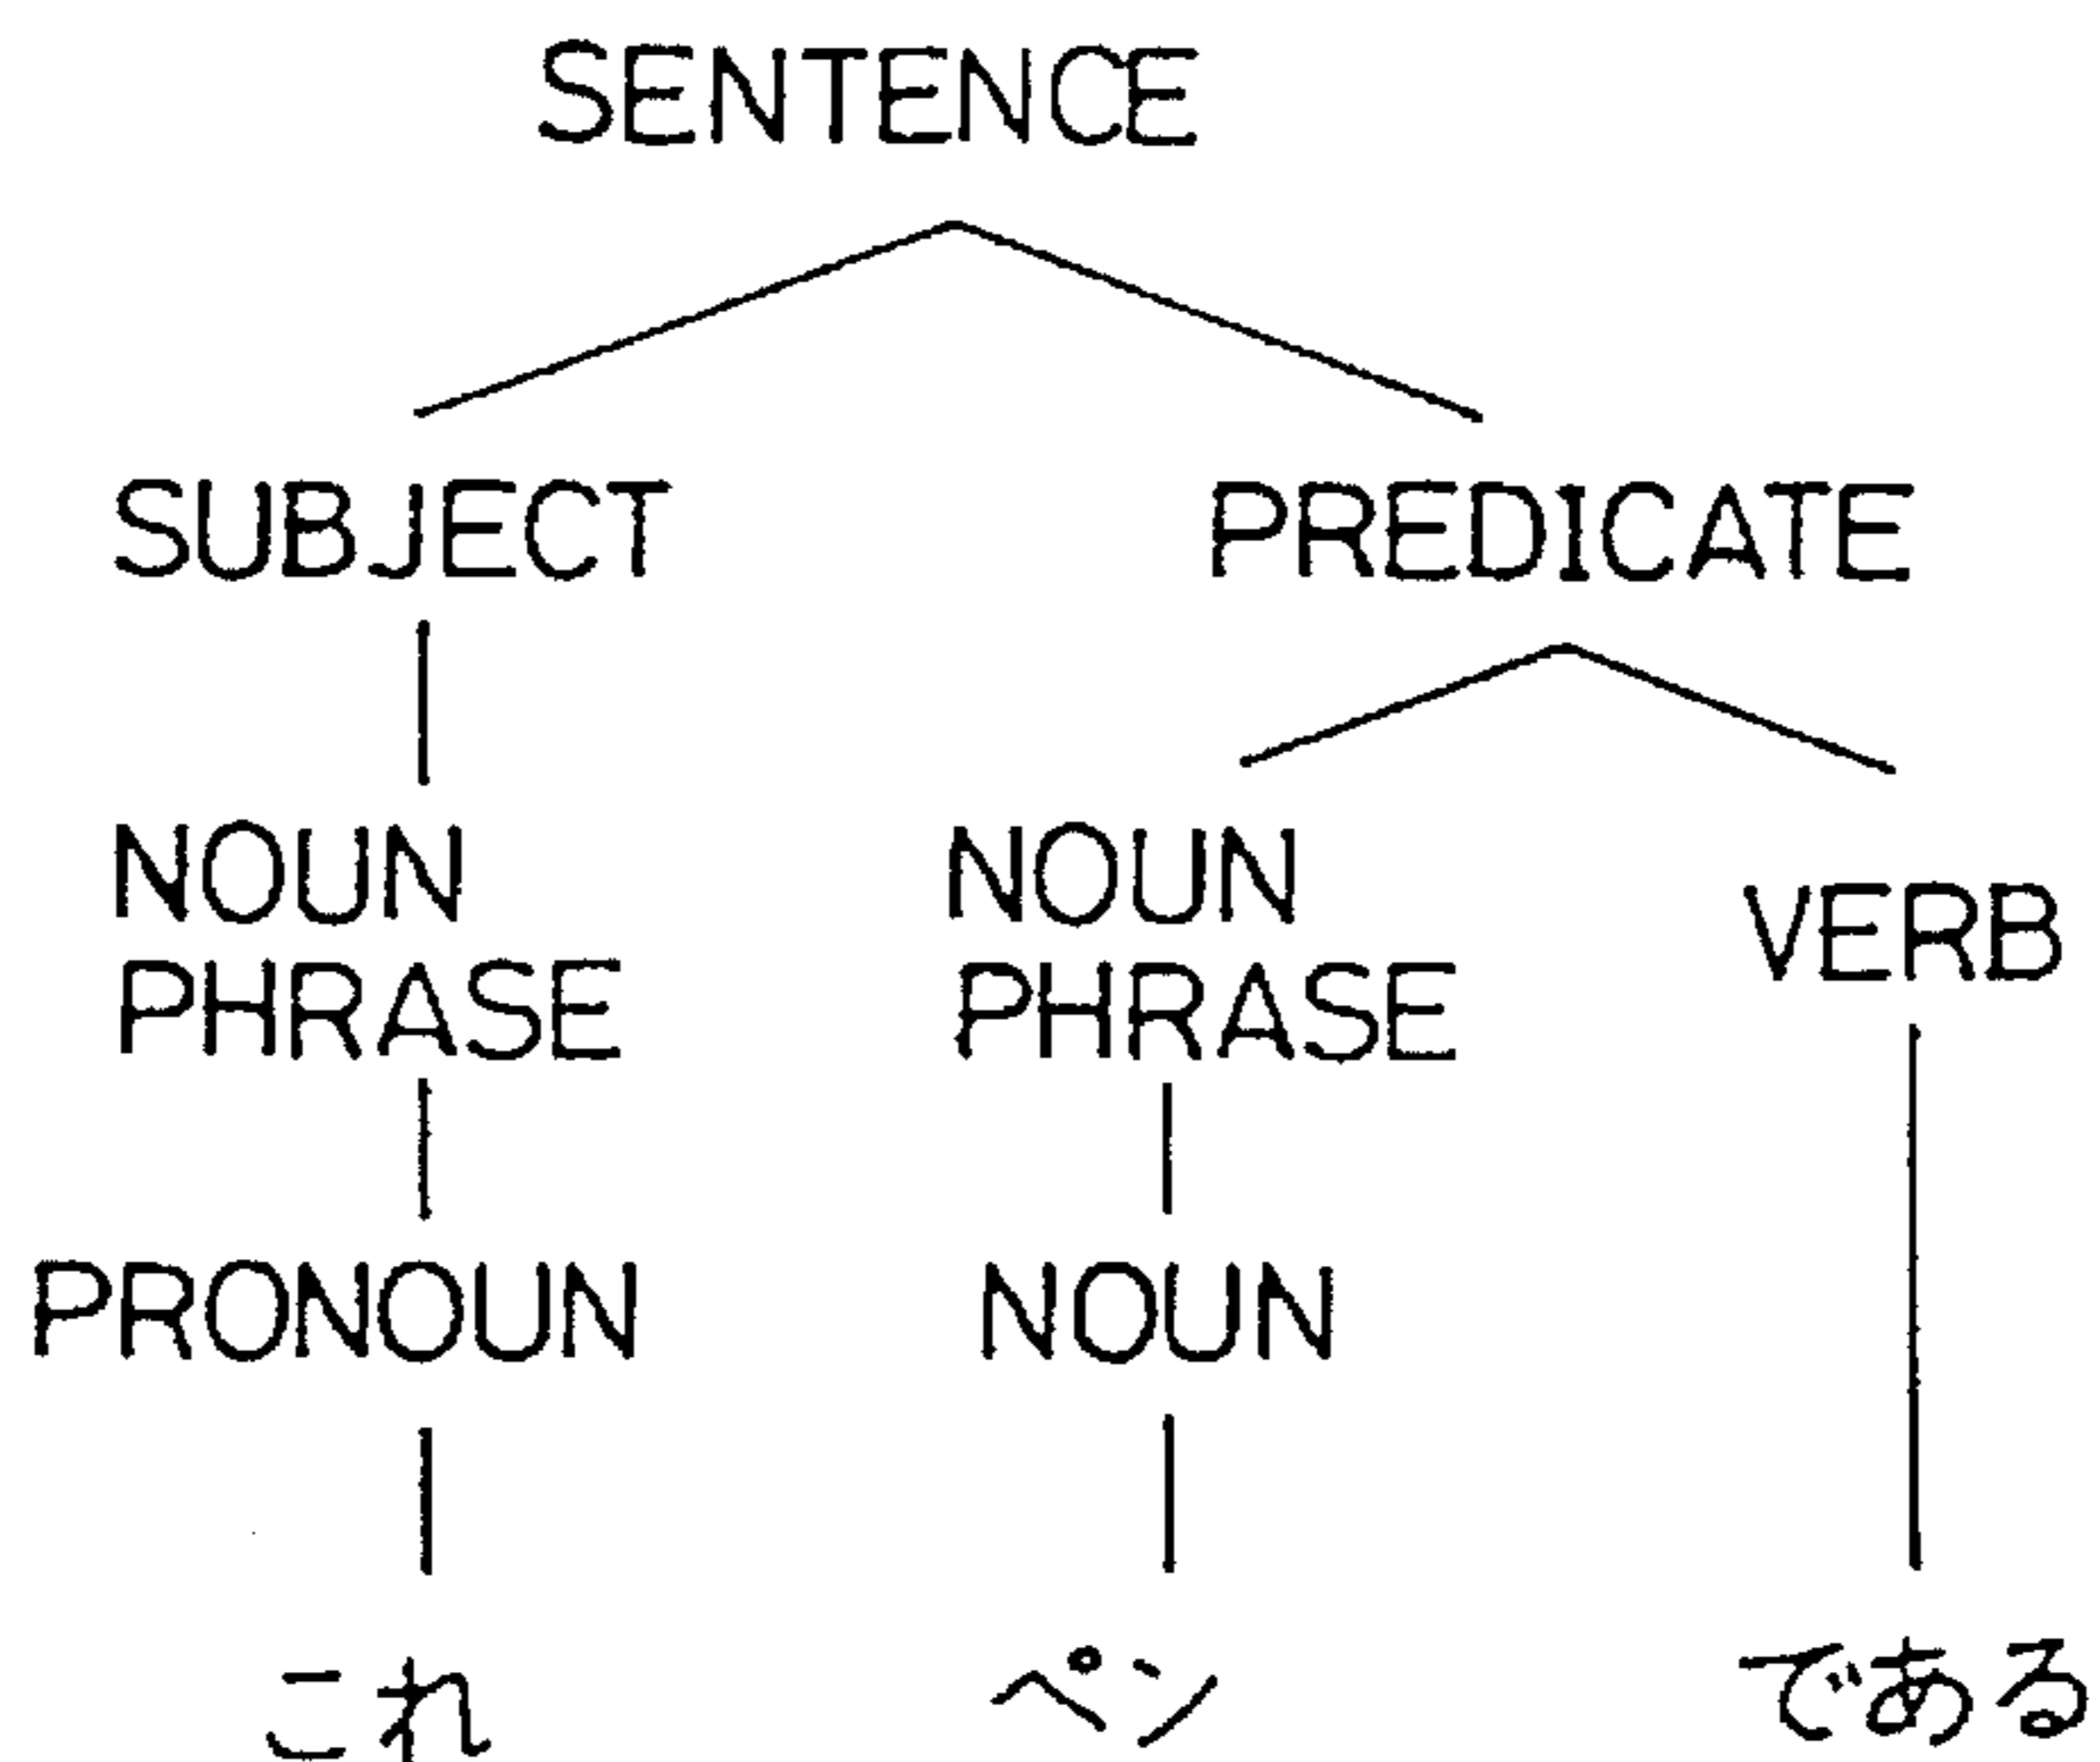 SENTENCE
SUBJECT PREDICATE
NOUN PHRASE NOUN PHRASE VERB
PRONOUN NOUN
これ ペン である